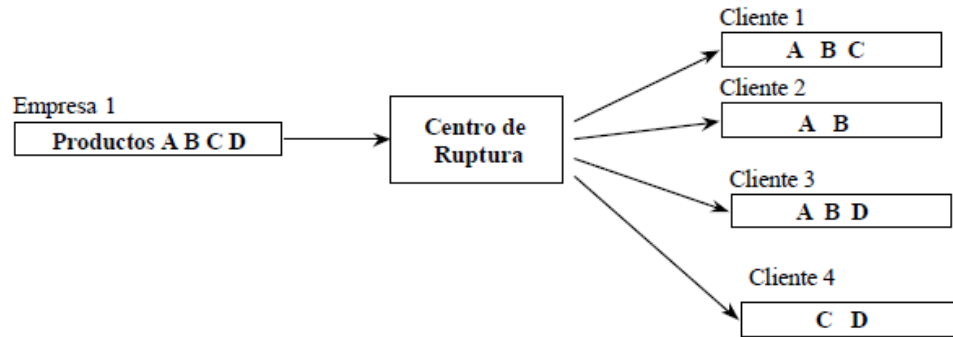 Empresa 1
Productos A B C D
Centro de
Ruptura
Cliente 1
A B C
Cliente 2
A B
Cliente 3
A B D
Cliente 4
C D